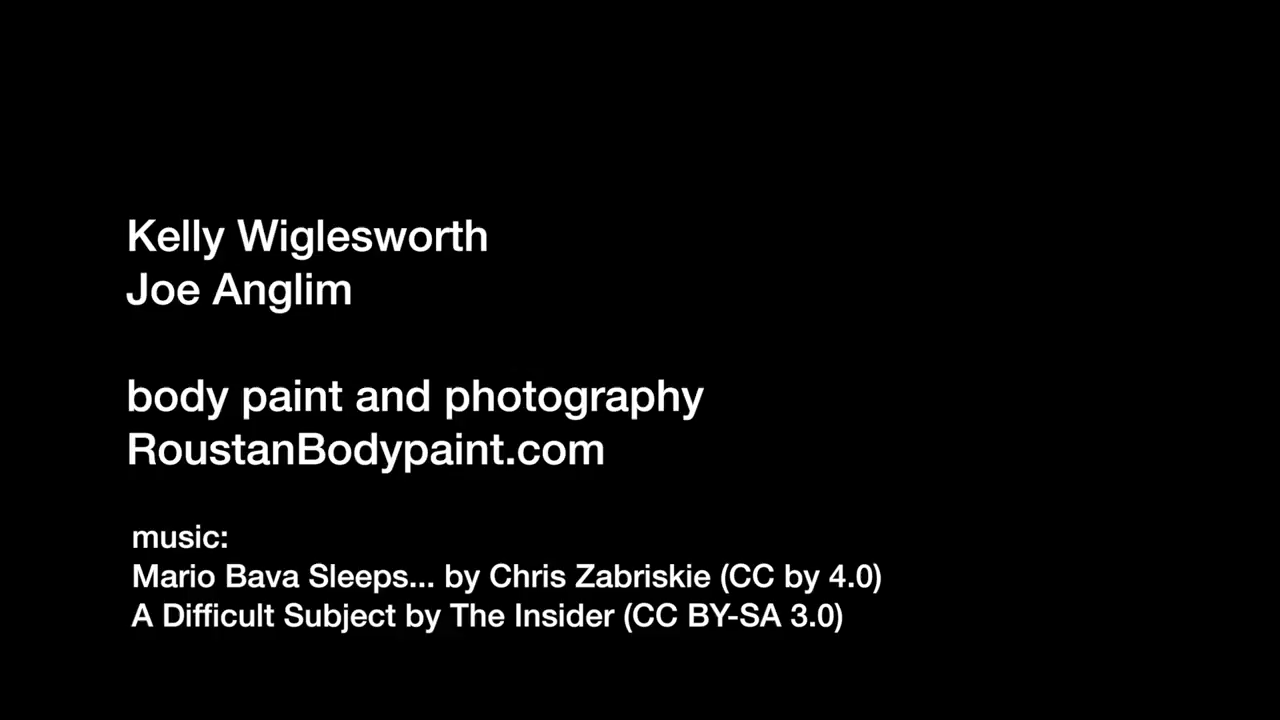 Kelly Wiglesworth
Joe Anglim
body paint and photography
RoustanBodypaint.com
music:
Mario Bava Sleeps... by Chris Zabriskie (CC by 4.0)
A Difficult Subject by The Insider (CC BY-SA 3.0)